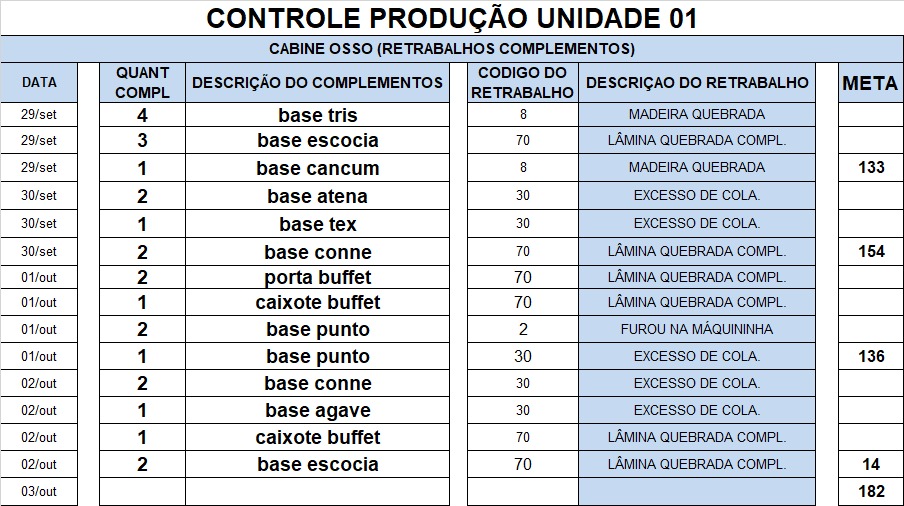 CONTROLE PRODUÇÃO UNIDADE 01
CABINE OSSO (RETRABALHOS COMPLEMENTOS)
DATA QUANT COMPL DESCRIÇÃO DO COMPLEMENTOS CODIGO DO RETRABALHO DESCRIÇAO DO RETRABALHO META
29/set 4 base tris 8 MADEIRA QUEBRADA
29/set 3 base escocia 70 LÂMINA QUEBRADA COMPL.
29/set 1 base cancum 8 MADEIRA QUEBRADA 133
30/set 2 base atena 30 EXCESSO DE COLA.
30/set 1 base tex 30 EXCESSO DE COLA.
30/set 2 base conne 70 LÂMINA QUEBRADA COMPL. 154
01/out 2 porta buffet 70 LÂMINA QUEBRADA COMPL.
01/out 1 caixote buffet 70 LÂMINA QUEBRADA COMPL.
01/out 2 base punto 2 FUROU NA MÁQUININHA
01/out 1 base punto 30 EXCESSO DE COLA. 136
02/out 2 base conne 30 EXCESSO DE COLA.
02/out 1 base agave 30 EXCESSO DE COLA.
02/out 1 caixote buffet 70 LÂMINA QUEBRADA COMPL.
02/out 2 base escocia 70 LÂMINA QUEBRADA COMPL. 14
03/out 182